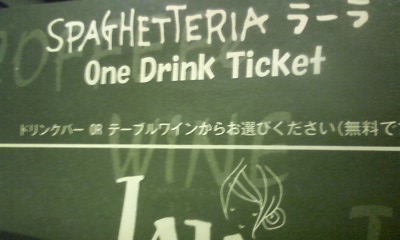 SPAGHETTERIA ラーラ
One Drink Ticket
ドリンクバー OR テーブルワインからお選びください(無料で
WINE